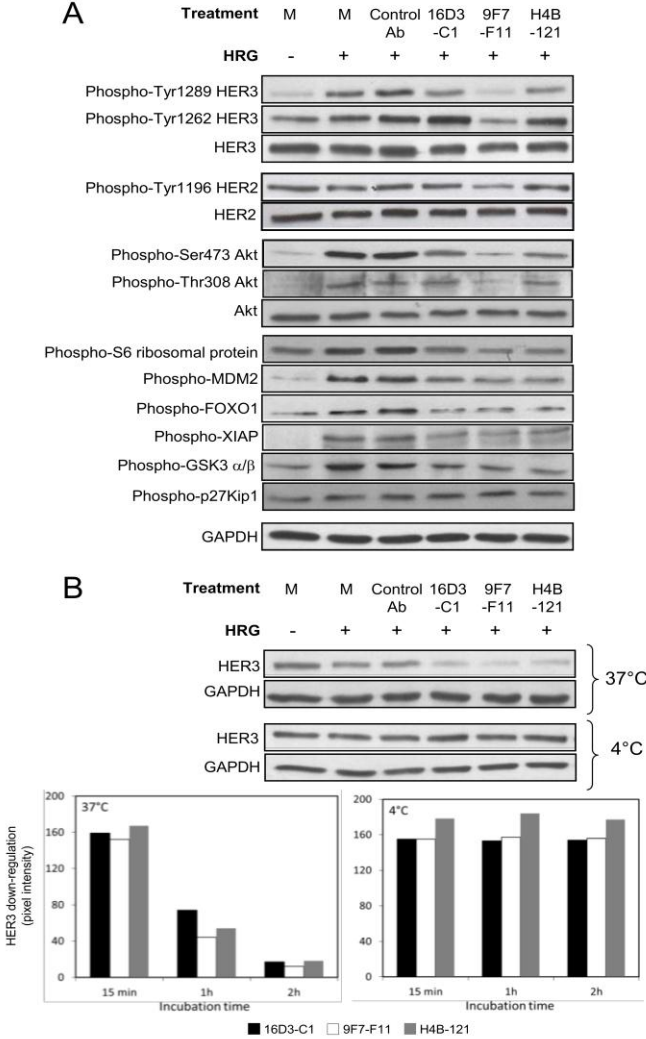 A
Treatment M M Control 16D3 9F7 H4B
Ab -C1 -F11 -121
HRG - + + + + +
Phospho-Tyr1289 HER3
Phospho-Tyr1262 HER3
HER3
Phospho-Tyr1196 HER2
HER2
Phospho-Ser473 Akt
Phospho-Thr308 Akt
Akt
Phospho-S6 ribosomal protein
Phospho-MDM2
Phospho-FOXO1
Phospho-XIAP
Phospho-GSK3 α/β
Phospho-p27Kip1
GAPDH
B
Treatment M M Control 16D3 9F7 H4B
Ab -C1 -F11 -121
HRG - + + + + +
HER3
GAPDH
37°C
HER3
GAPDH
4°C
HER3 down-regulation
(pixel intensity)
200
160
120
80
40
0
37°C
15 min 1h 2h
Incubation time
200
160
120
80
40
0
4°C
15 min 1h 2h
Incubation time
16D3-C1 9F7-F11 H4B-121